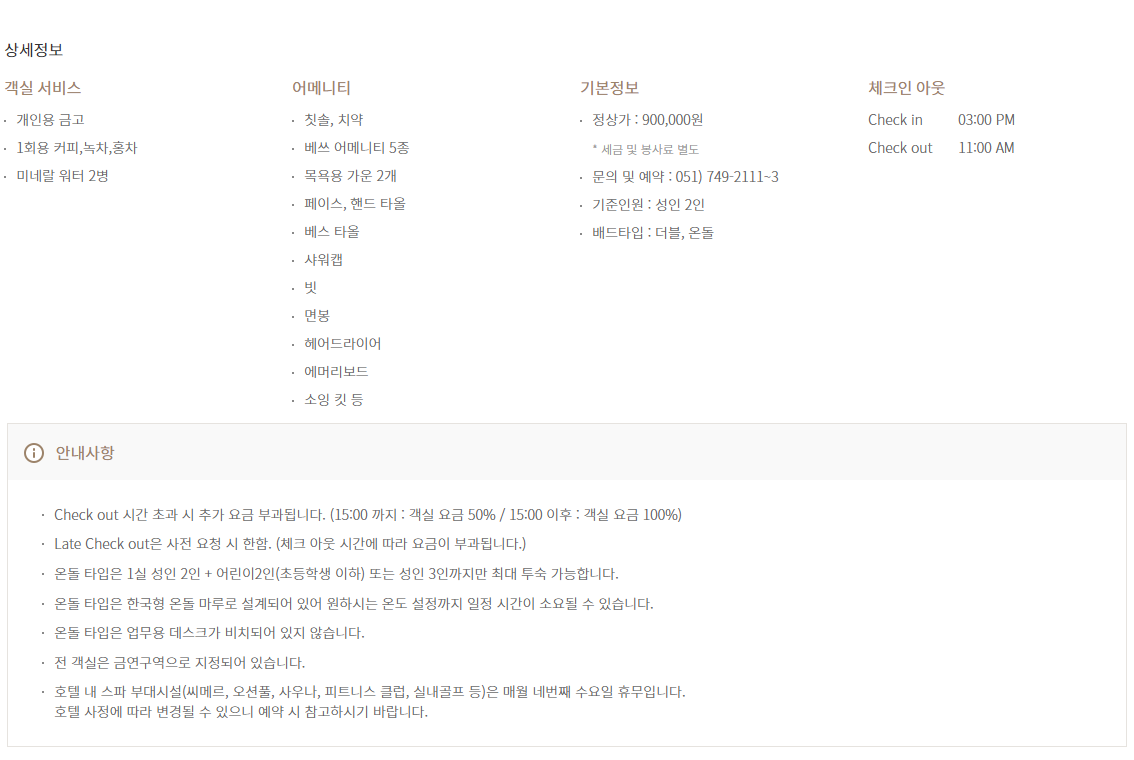 상세정보
객실 서비스
· 개인용 금고
· 1회용 커피,녹차,홍차
· 미네랄 워터 2병
어메니티
· 칫솔, 치약
· 베쓰 어메니티 5종
· 목욕용 가운 2개
· 페이스, 핸드 타올
· 베스 타올
· 샤워캡
· 빗
· 면봉
· 헤어드라이어
· 에머리보드
· 소잉 킷 등
기본정보
· 정상가 : 900,000원
* 세금 및 봉사료 별도
· 문의 및 예약 : 051) 749-2111~3
· 기준인원 : 성인 2인
· 배드타입 : 더블, 온돌
체크인 아웃
Check in 03:00 PM
Check out 11:00 AM
안내사항
· Check out 시간 초과 시 추가 요금 부과됩니다. (15:00 까지 : 객실 요금 50% / 15:00 이후 : 객실 요금 100%)
· Late Check out은 사전 요청 시 한함. (체크 아웃 시간에 따라 요금이 부과됩니다.)
· 온돌 타입은 1실 성인 2인 + 어린이2인(초등학생 이하) 또는 성인 3인까지만 최대 투숙 가능합니다.
· 온돌 타입은 한국형 온돌 마루로 설계되어 있어 원하시는 온도 설정까지 일정 시간이 소요될 수 있습니다.
· 온돌 타입은 업무용 데스크가 비치되어 있지 않습니다.
· 전 객실은 금연구역으로 지정되어 있습니다.
· 호텔 내 스파 부대시설(씨메르, 오션풀, 사우나, 피트니스 클럽, 실내골프 등)은 매월 네번째 수요일 휴무입니다.
호텔 사정에 따라 변경될 수 있으니 예약 시 참고하시기 바랍니다.